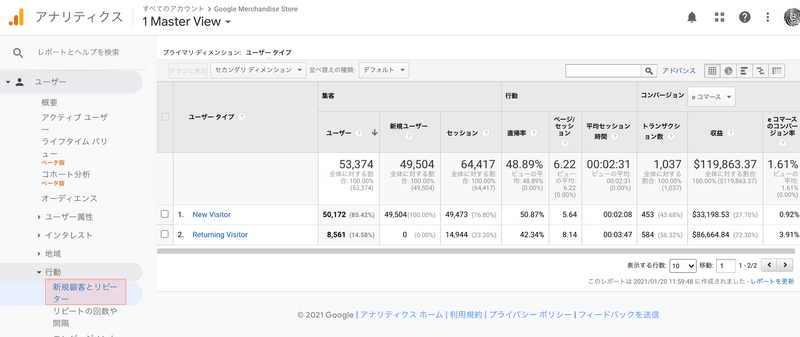 アナリティクス
すべてのアカウント > Google Merchandise Store
1 Master View
レポートとヘルプを検索
ユーザー
概要
アクティブ ユーザ
ー
ライフタイム バリ
ュー
ベータ版
コホート分析
ベータ版
オーディエンス
ユーザー属性
インタレスト
地域
行動
新規顧客とリピー
ター
リピートの回数や
間隔
プライマリ ディメンション: ユーザー タイプ
グラフに表示
セカンダリ ディメンション
並べ替えの種類:
デフォルト
アドバンス
ユーザー タイプ
集客
行動
コンバージョン
e コマース
ユーザー
新規ユーザー
セッション
直帰率
ページ/
セッショ
ン
平均セッション
時間
トランザクシ
ョン数
収益
e コマース
のコンバージ
ョン率
53,374
全体に対する割
合: 100.00%
(53,374)
49,504
全体に対する割
合: 100.00%
(49,504)
64,417
全体に対する割
合: 100.00%
(64,417)
48.89%
ビューの平
均: 48.89%
(0.00%)
6.22
ビュー
の平均:
6.22
(0.00%)
00:02:31
ビューの平均:
00:02:31
(0.00%)
1,037
全体に対する割
合: 100.00%
(1,037)
$119,863.37
全体に対する割合:
100.00% ($119,863.37)
1.61%
ビューの平
均: 1.61%
(0.00%)
1. New Visitor 50,172 (85.42%) 49,504(100.00%) 49,473 (76.80%) 50.87% 5.64 00:02:08 453 (43.68%) $33,198.53 (27.70%) 0.92%
2. Returning Visitor 8,561 (14.58%) 0 (0.00%) 14,944 (23.20%) 42.34% 8.14 00:03:47 584 (56.32%) $86,664.84 (72.30%) 3.91%
表示する行数: 10 移動: 1 1 - 2/2
このレポートは 2021/01/20 11:59:48 に作成されました - レポートを更新
© 2021 Google | アナリティクス ホーム | 利用規約 | プライバシー ポリシー | フィードバックを送信